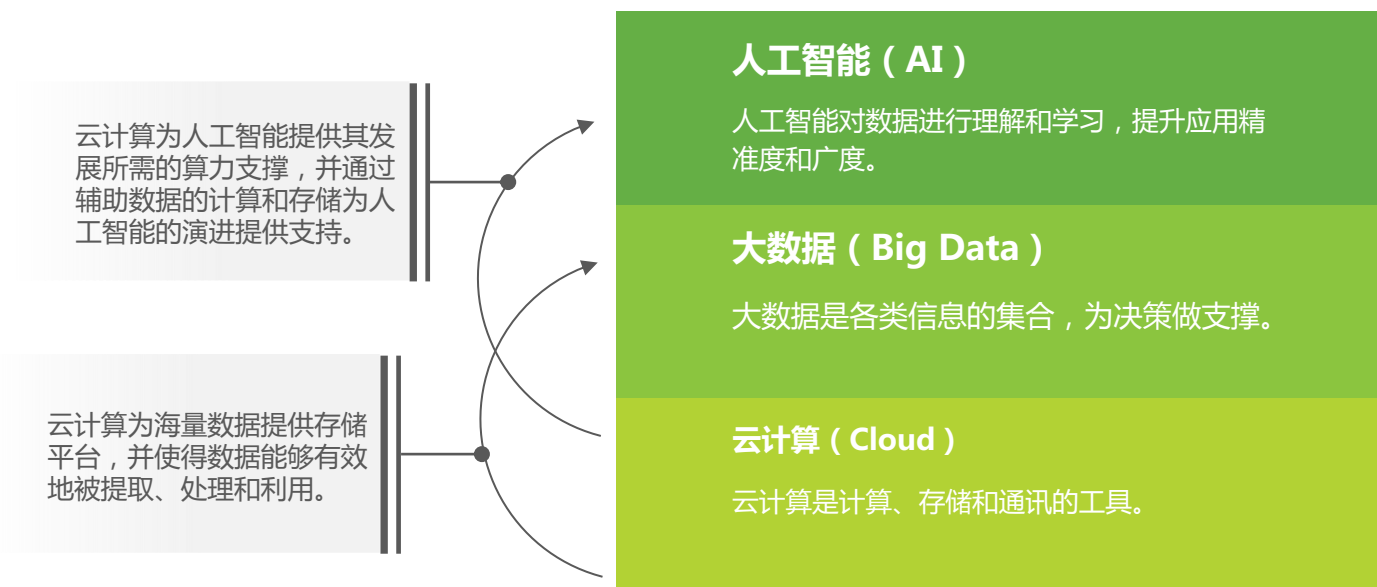 云计算为人工智能提供其发
展所需的算力支撑，并通过
辅助数据的计算和存储为人
工智能的演进提供支持。
云计算为海量数据提供存储
平台，并使得数据能够有效
地被提取、处理和利用。
人工智能（AI）
人工智能对数据进行理解和学习，提升应用精
准度和广度。
大数据（Big Data）
大数据是各类信息的集合，为决策做支撑。
云计算（Cloud）
云计算是计算、存储和通讯的工具。